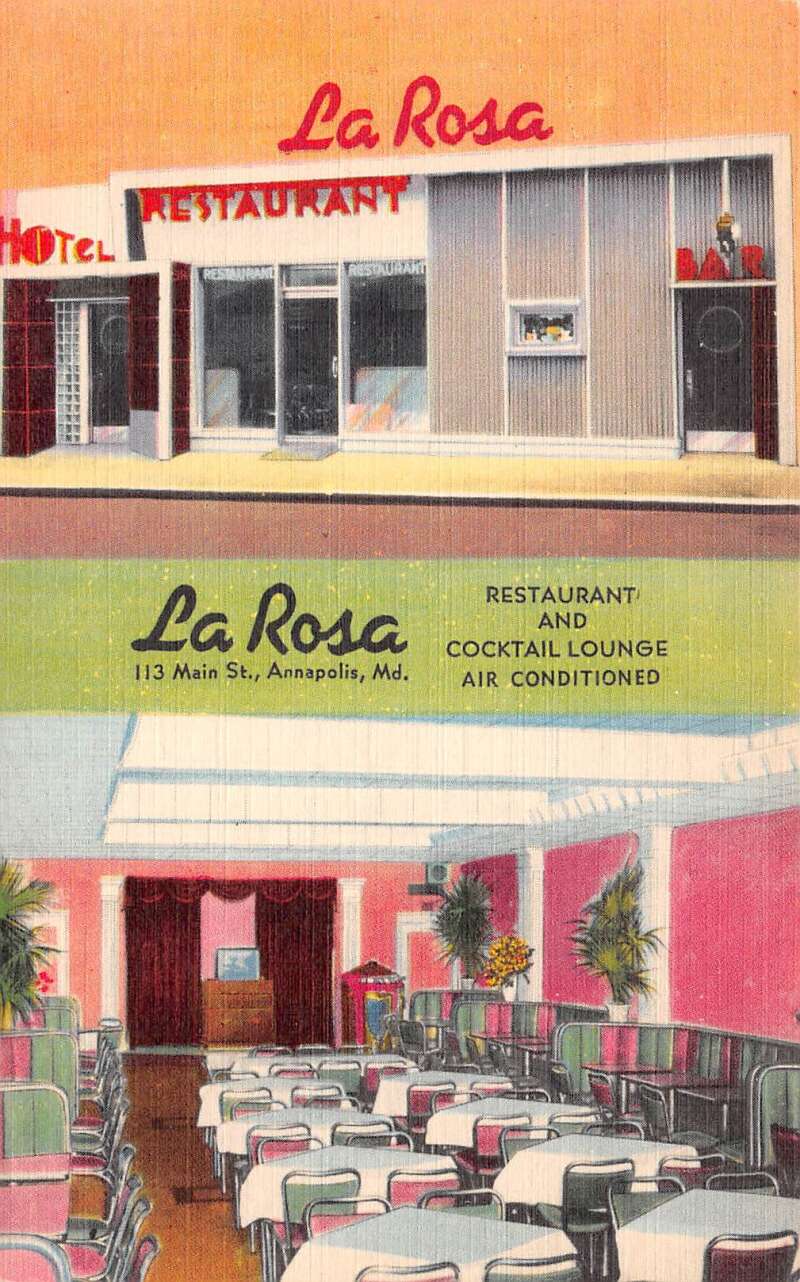 La Rosa
RESTAURANT
HOTEL
RESTAURANT
RESTAURANT
BAR
La Rosa
113 Main St., Annapolis, Md.
RESTAURANT
AND
COCKTAIL LOUNGE
AIR CONDITIONED